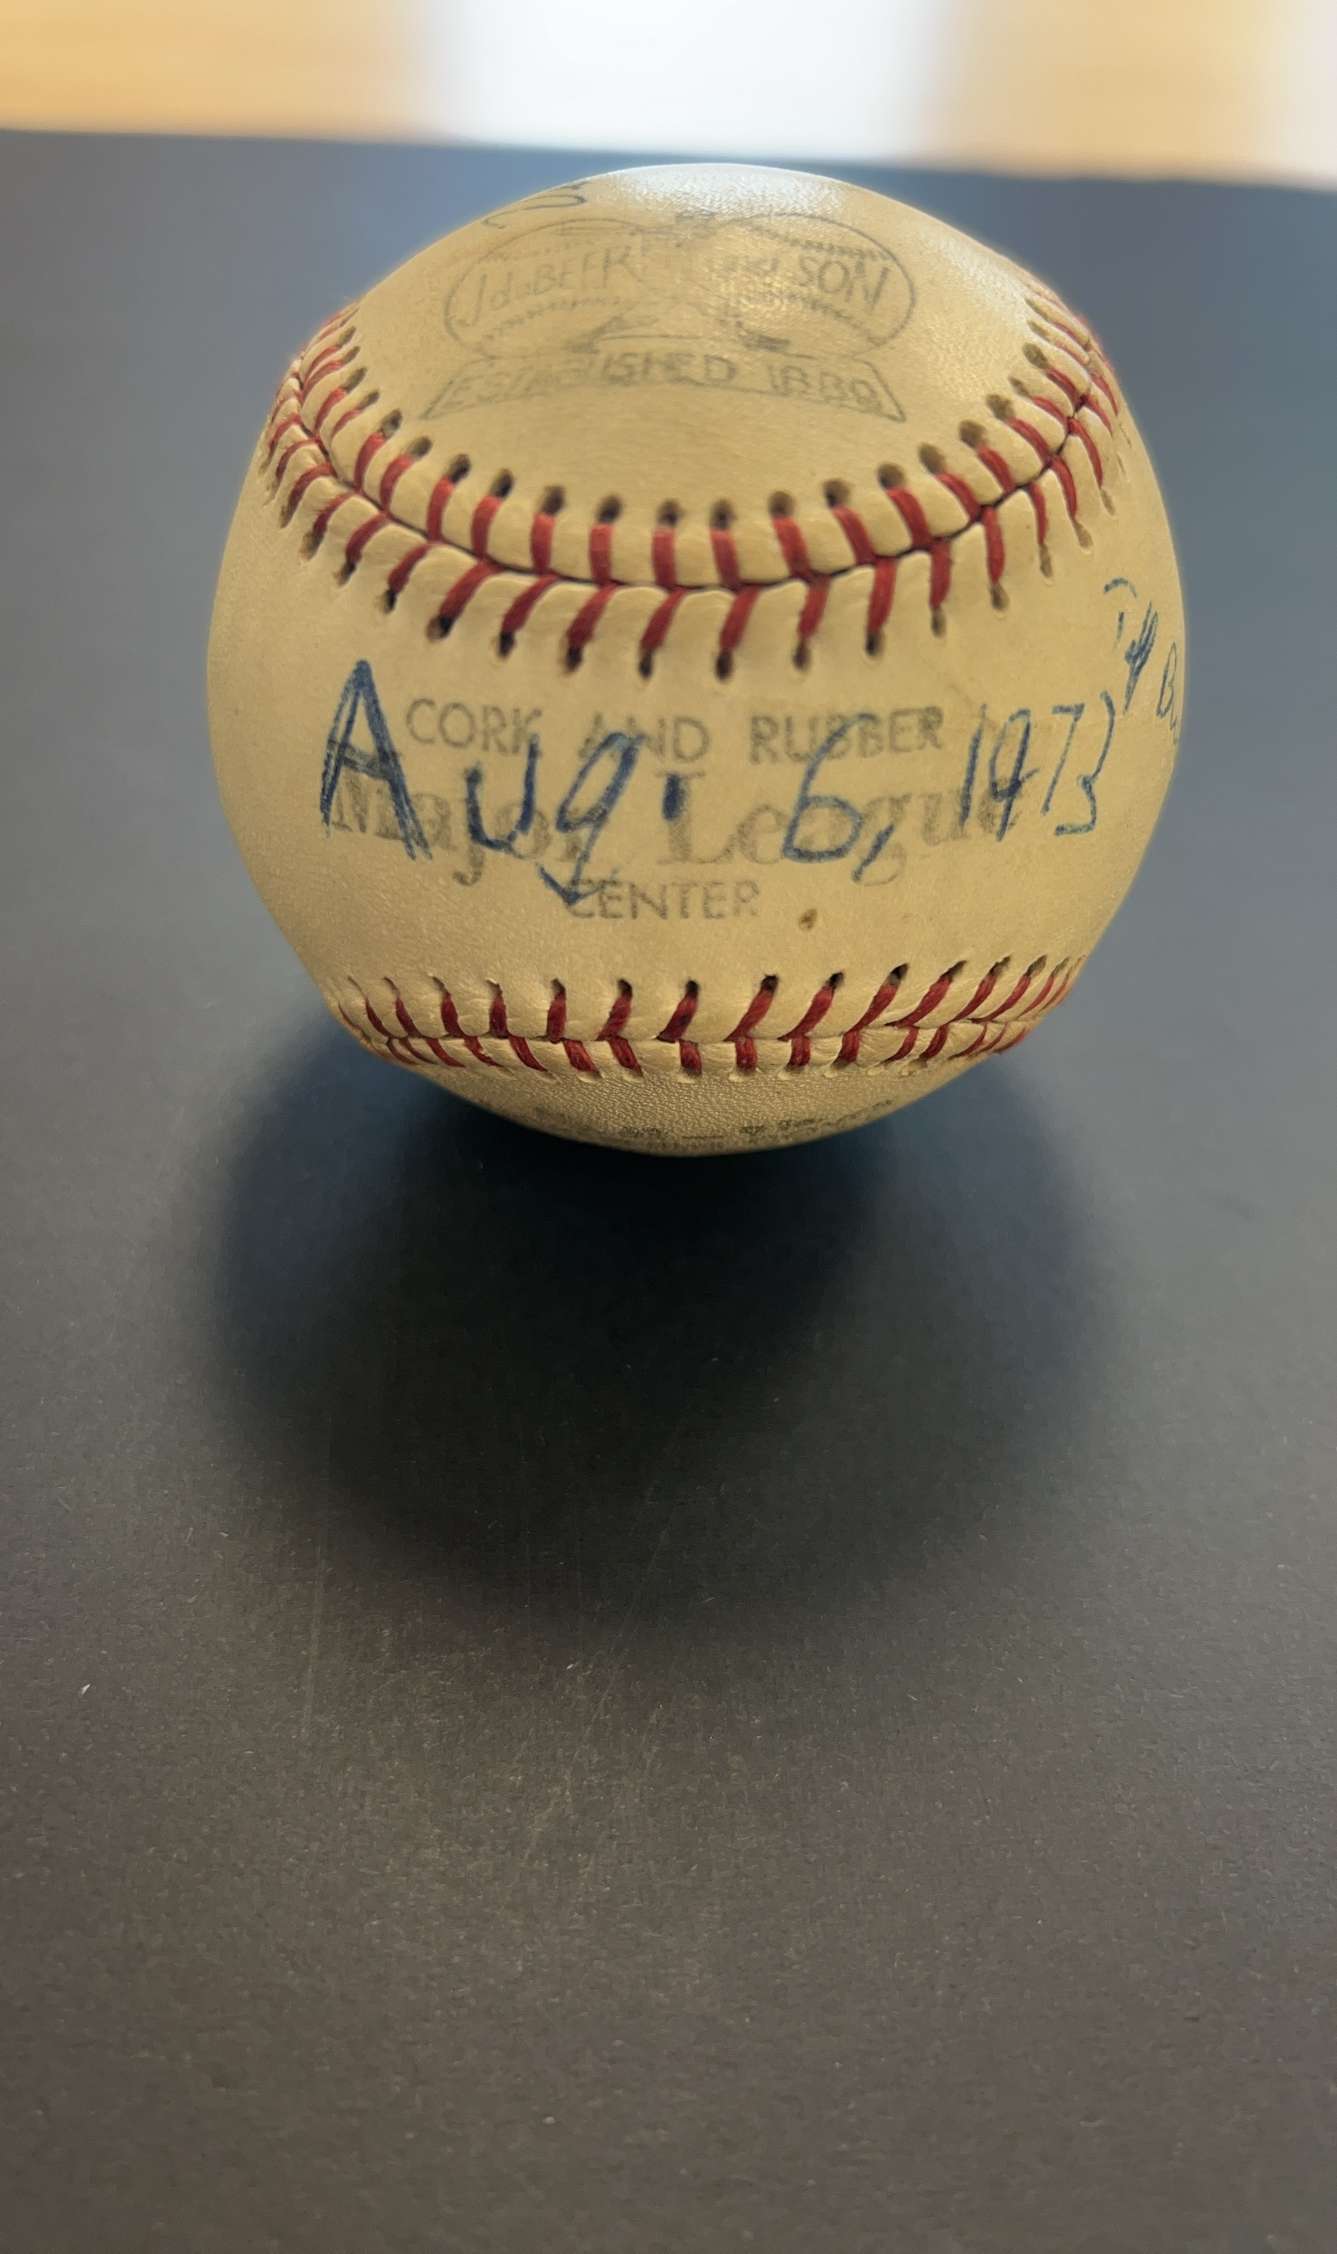 J. deBEER
SON
ESTABLISHED 1889
CORK AND RUBBER
Major League
CENTER
Aug. 6, 1973